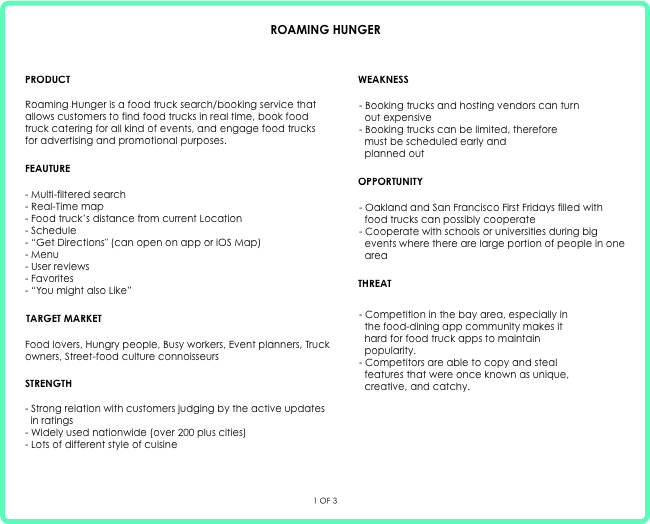 ROAMING HUNGER
PRODUCT
Roaming Hunger is a food truck search/booking service that
allows customers to find food trucks in real time, book food
truck catering for all kind of events, and engage food trucks
for advertising and promotional purposes.
FEAUTURE
- Multi-filtered search
- Real-Time map
- Food truck’s distance from current Location
- Schedule
- “Get Directions" (can open on app or iOS Map)
- Menu
- User reviews
- Favorites
- “You might also Like”
TARGET MARKET
Food lovers, Hungry people, Busy workers, Event planners, Truck
owners, Street-food culture connoisseurs
STRENGTH
- Strong relation with customers judging by the active updates
in ratings
- Widely used nationwide (over 200 plus cities)
- Lots of different style of cuisine
WEAKNESS
- Booking trucks and hosting vendors can turn
out expensive
- Booking trucks can be limited, therefore
must be scheduled early and
planned out
OPPORTUNITY
- Oakland and San Francisco First Fridays filled with
food trucks can possibly cooperate
- Cooperate with schools or universities during big
events where there are large portion of people in one
area
THREAT
- Competition in the bay area, especially in
the food-dining app community makes it
hard for food truck apps to maintain
popularity.
- Competitors are able to copy and steal
features that were once known as unique,
creative, and catchy.
1 OF 3